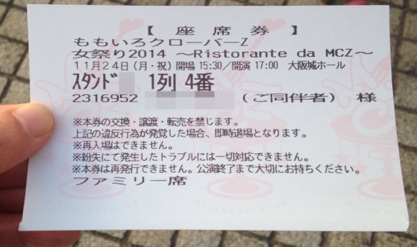 【座席券】
ももいろクローバーZ
女祭り2014 ～Ristorante da MCZ～
11月24日(月・祝) 開場 15:30／開演 17:00 大阪城ホール
ｽﾀﾝﾄﾞ 1列 4番
2316952 (ご同伴者) 様
※本券の交換・譲渡・転売を禁じます。
上記の違反行為が発覚した場合、即時退場となります。
※再入場はできません。
※紛失にて発生したトラブルには一切対応できません。
※本券は再発行できません。公演終了まで大切にお持ちください。
ファミリー席